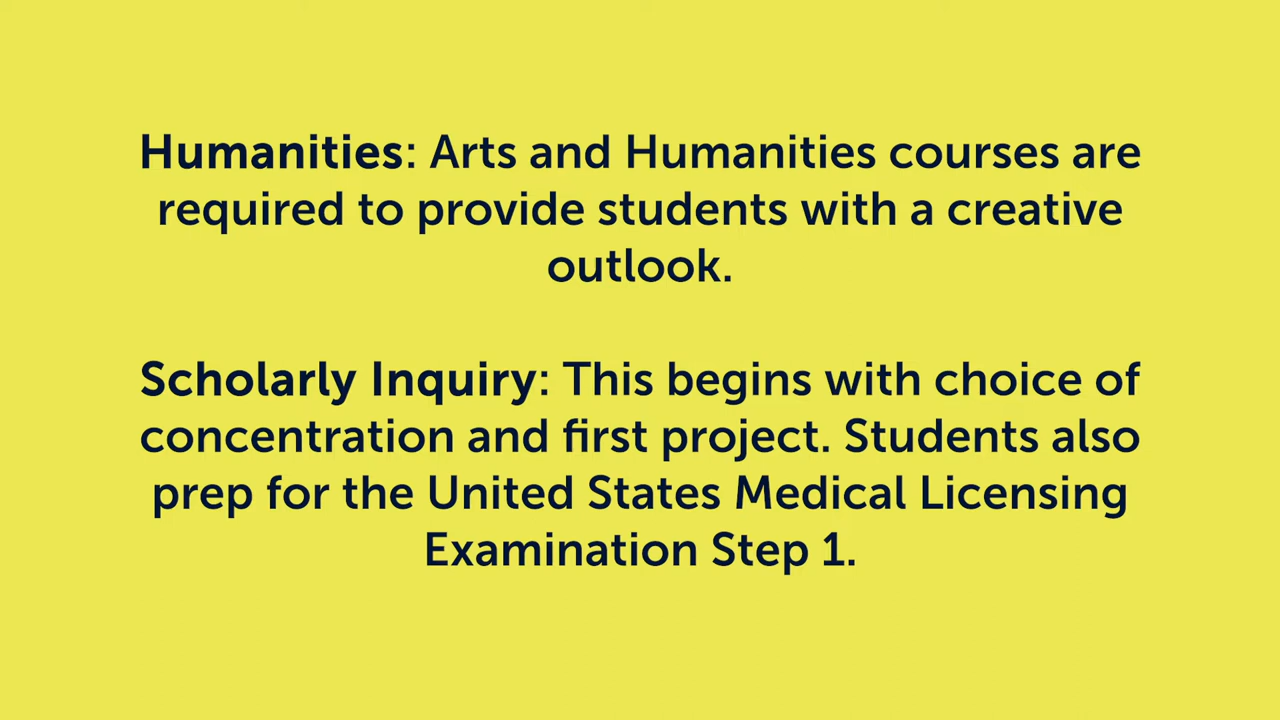 Humanities: Arts and Humanities courses are
required to provide students with a creative
outlook.
Scholarly Inquiry: This begins with choice of
concentration and first project. Students also
prep for the United States Medical Licensing
Examination Step 1.